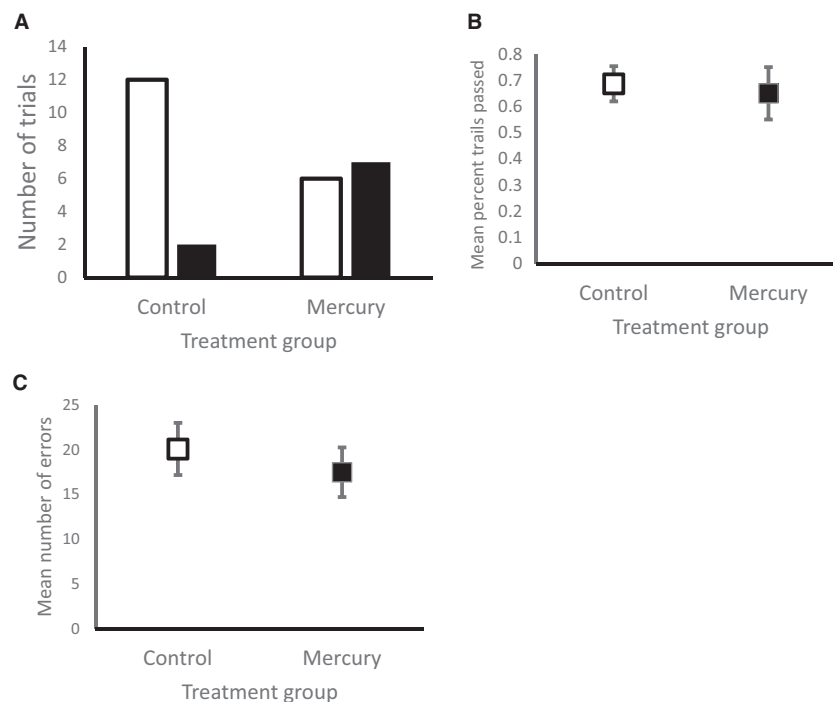 A
Number of trials
14
12
10
8
6
4
2
0
Control
Mercury
Treatment group
B
Mean percent trails passed
0.8
0.7
0.6
0.5
0.4
0.3
0.2
0.1
0
Control
Mercury
Treatment group
C
Mean number of errors
25
20
15
10
5
0
Control
Mercury
Treatment group